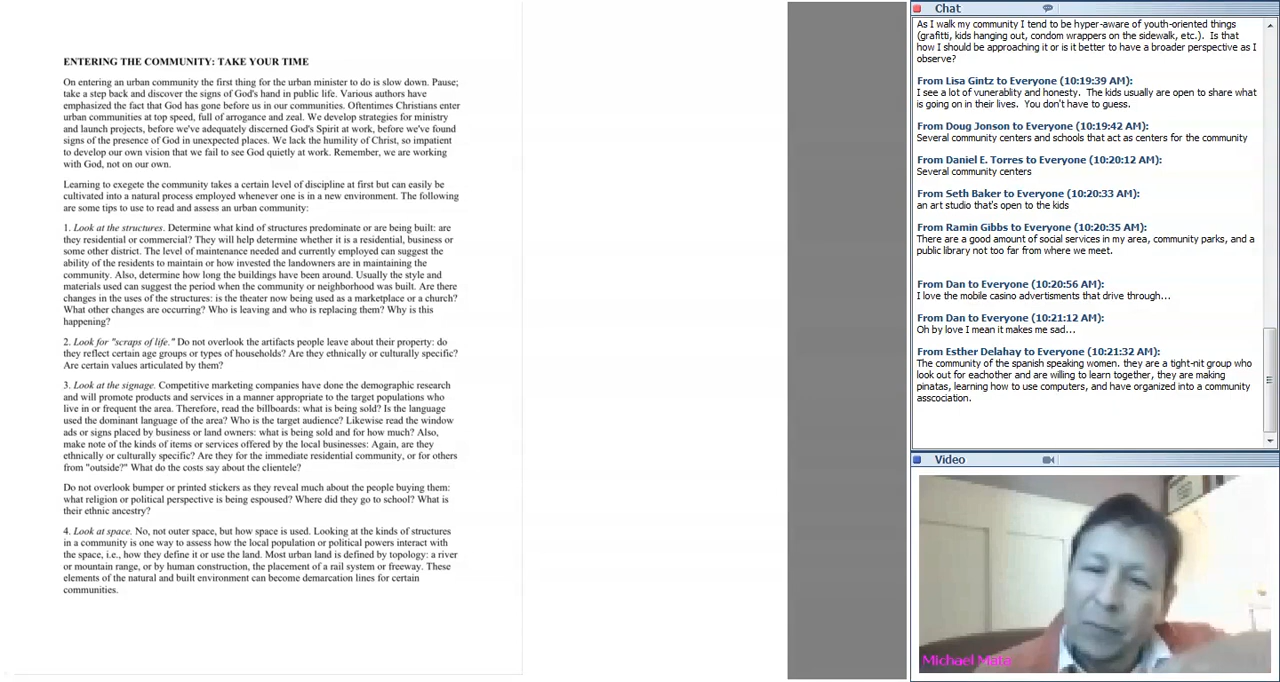 ENTERING THE COMMUNITY: TAKE YOUR TIME
On entering an urban community the first thing for the urban minister to do is slow down. Pause;
take a step back and discover the signs of God's hand in public life. Various authors have
emphasized the fact that God has gone before us in our communities. Oftentimes Christians enter
urban communities at top speed, full of arrogance and zeal. We develop strategies for ministry
and launch projects, before we've adequately discerned God's Spirit at work, before we've found
signs of the presence of God in unexpected places. We lack the humility of Christ, so impatient
to develop our own vision that we fail to see God quietly at work. Remember, we are working
with God, not on our own.
Learning to exegete the community takes a certain level of discipline at first but can easily be
cultivated into a natural process employed whenever one is in a new environment. The following
are some tips to use to read and assess an urban community:
1. Look at the structures. Determine what kind of structures predominate or are being built: are
they residential or commercial? They will help determine whether it is a residential, business or
some other district. The level of maintenance needed and currently employed can suggest the
ability of the residents to maintain or how invested the landowners are in maintaining the
community. Also, determine how long the buildings have been around. Usually the style and
materials used can suggest the period when the community or neighborhood was built. Are there
changes in the uses of the structures: is the theater now being used as a marketplace or a church?
What other changes are occurring? Who is leaving and who is replacing them? Why is this
happening?
2. Look for "scraps of life." Do not overlook the artifacts people leave about their property: do
they reflect certain age groups or types of households? Are they ethnically or culturally specific?
Are certain values articulated by them?
3. Look at the signage. Competitive marketing companies have done the demographic research
and will promote products and services in a manner appropriate to the target populations who
live in or frequent the area. Therefore, read the billboards: what is being sold? Is the language
used the dominant language of the area? Who is the target audience? Likewise read the window
ads or signs placed by business or land owners: what is being sold and for how much? Also,
make note of the kinds of items or services offered by the local businesses: Again, are they
ethnically or culturally specific? Are they for the immediate residential community, or for others
from "outside?" What do the costs say about the clientele?
Do not overlook bumper or printed stickers as they reveal much about the people buying them:
what religion or political perspective is being espoused? Where did they go to school? What is
their ethnic ancestry?
4. Look at space. No, not outer space, but how space is used. Looking at the kinds of structures
in a community is one way to assess how the local population or political powers interact with
the space, i.e., how they define it or use the land. Most urban land is defined by topology: a river
or mountain range, or by human construction, the placement of a rail system or freeway. These
elements of the natural and built environment can become demarcation lines for certain
communities.
Chat
As I walk my community I tend to be hyper-aware of youth-oriented things
(grafitti, kids hanging out, condom wrappers on the sidewalk, etc.). Is that
how I should be approaching it or is it better to have a broader perspective as I
observe?
From Lisa Gintz to Everyone (10:19:39 AM):
I see a lot of vunerablity and honesty. The kids usually are open to share what
is going on in their lives. You don't have to guess.
From Doug Jonson to Everyone (10:19:42 AM):
Several community centers and schools that act as centers for the community
From Daniel E. Torres to Everyone (10:20:12 AM):
Several community centers
From Seth Baker to Everyone (10:20:33 AM):
an art studio that's open to the kids
From Ramin Gibbs to Everyone (10:20:35 AM):
There are a good amount of social services in my area, community parks, and a
public library not too far from where we meet.
From Dan to Everyone (10:20:56 AM):
I love the mobile casino advertisments that drive through...
From Dan to Everyone (10:21:12 AM):
Oh by love I mean it makes me sad...
From Esther Delahay to Everyone (10:21:32 AM):
The community of the spanish speaking women. they are a tight-nit group who
look out for eachother and are willing to learn together, they are making
pinatas, learning how to use computers, and have organized into a community
asscociation.
Video
Michael Mata